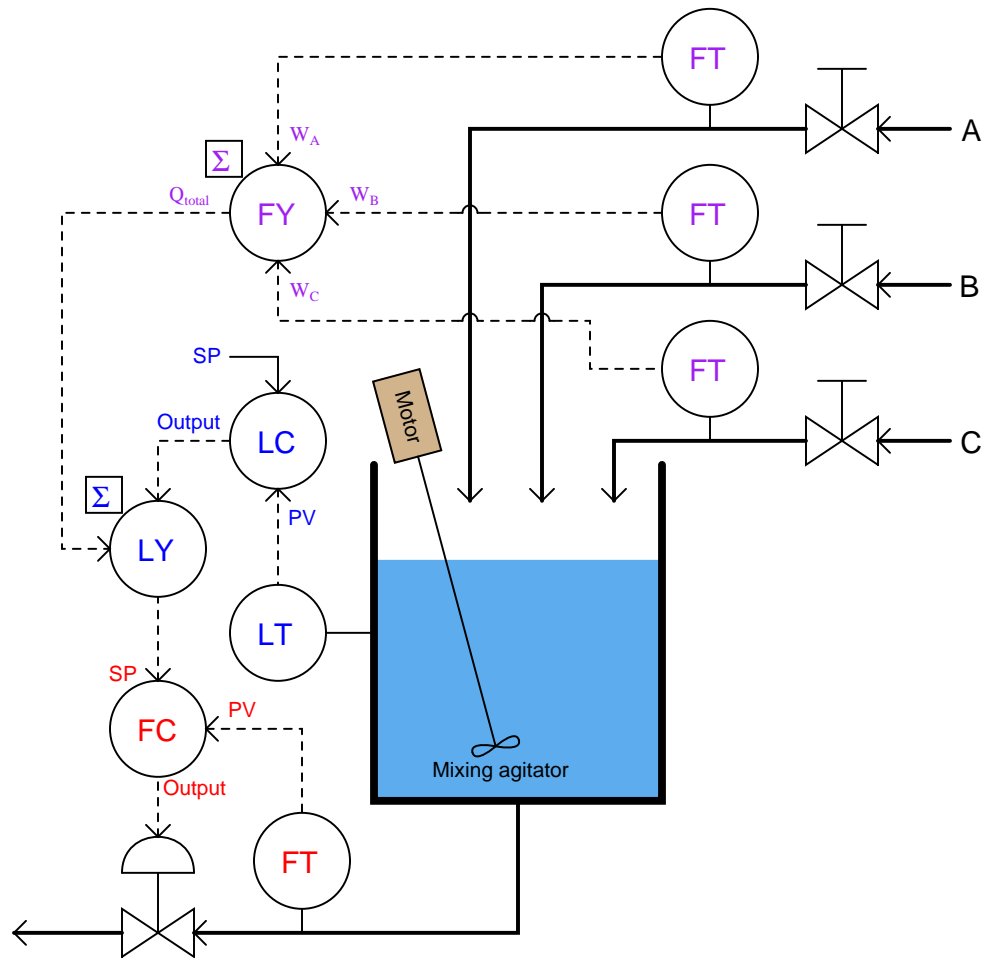 FT
A
W_A
Σ
Q_total
FY
W_B
FT
B
W_C
SP
FT
Motor
Output
LC
C
Σ
PV
LY
LT
SP
PV
FC
Mixing agitator
Output
FT